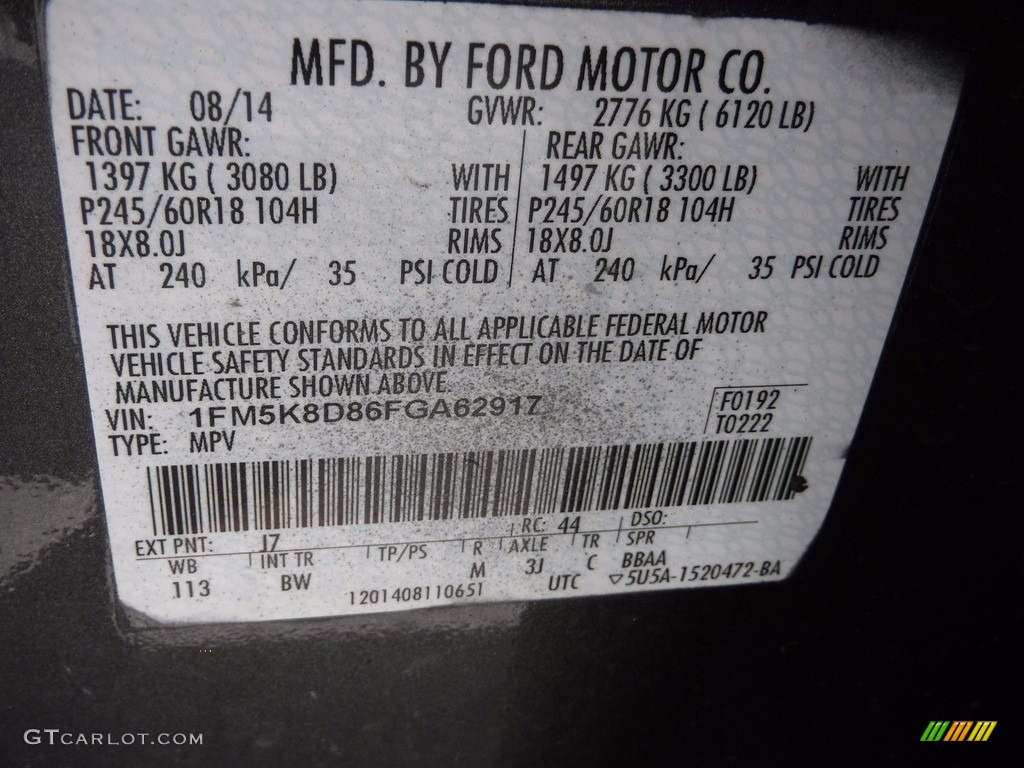 MFD. BY FORD MOTOR CO.
DATE: 08/14 GVWR: 2776 KG ( 6120 LB)
FRONT GAWR: REAR GAWR:
1397 KG ( 3080 LB) WITH 1497 KG ( 3300 LB) WITH
P245/60R18 104H TIRES P245/60R18 104H TIRES
18X8.0J RIMS 18X8.0J RIMS
AT 240 kPa/ 35 PSI COLD AT 240 kPa/ 35 PSI COLD
THIS VEHICLE CONFORMS TO ALL APPLICABLE FEDERAL MOTOR
VEHICLE SAFETY STANDARDS IN EFFECT ON THE DATE OF
MANUFACTURE SHOWN ABOVE
VIN: 1FM5K8D86FGA62917 F0192
TYPE: MPV T0222
EXT PNT: J7 RC: 44 DSO:
WB INT TR TP/PS R AXLE TR SPR
113 BW M 3J C BBAA
1201408110651 UTC ▽5U5A-1520472-BA
GTCARLOT.COM